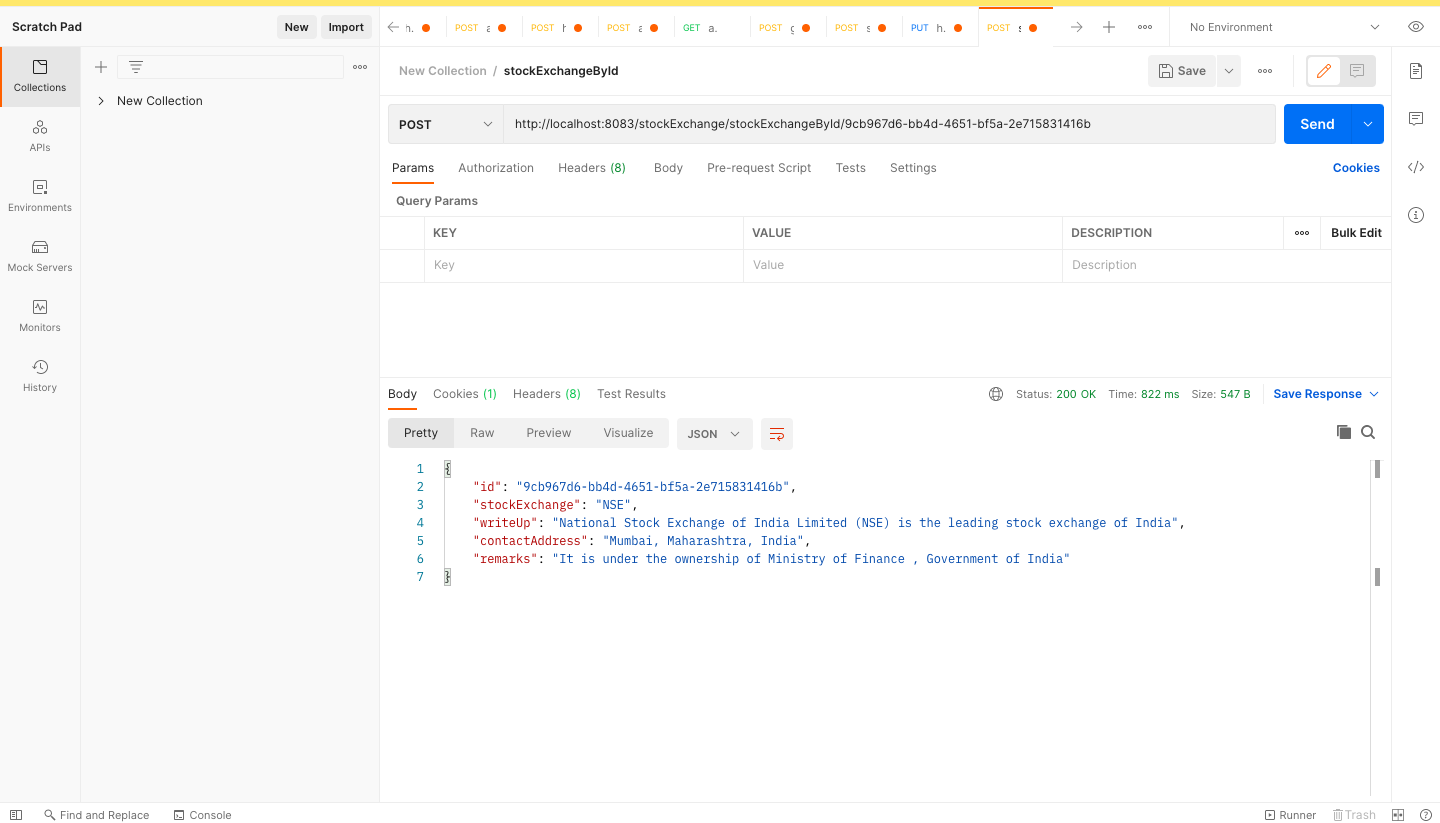 Scratch Pad New Import
h. POST a POST h POST a GET a. POST g POST s PUT h. POST s No Environment
Collections
APIs
Environments
Mock Servers
Monitors
History
New Collection
New Collection / stockExchangeById Save
POST http://localhost:8083/stockExchange/stockExchangeById/9cb967d6-bb4d-4651-bf5a-2e715831416b Send
Params Authorization Headers (8) Body Pre-request Script Tests Settings Cookies
Query Params
KEY VALUE DESCRIPTION Bulk Edit
Key Value Description
Body Cookies (1) Headers (8) Test Results Status: 200 OK Time: 822 ms Size: 547 B Save Response
Pretty Raw Preview Visualize JSON
1 {
2 "id": "9cb967d6-bb4d-4651-bf5a-2e715831416b",
3 "stockExchange": "NSE",
4 "writeUp": "National Stock Exchange of India Limited (NSE) is the leading stock exchange of India",
5 "contactAddress": "Mumbai, Maharashtra, India",
6 "remarks": "It is under the ownership of Ministry of Finance , Government of India"
7 }
Find and Replace Console Runner Trash